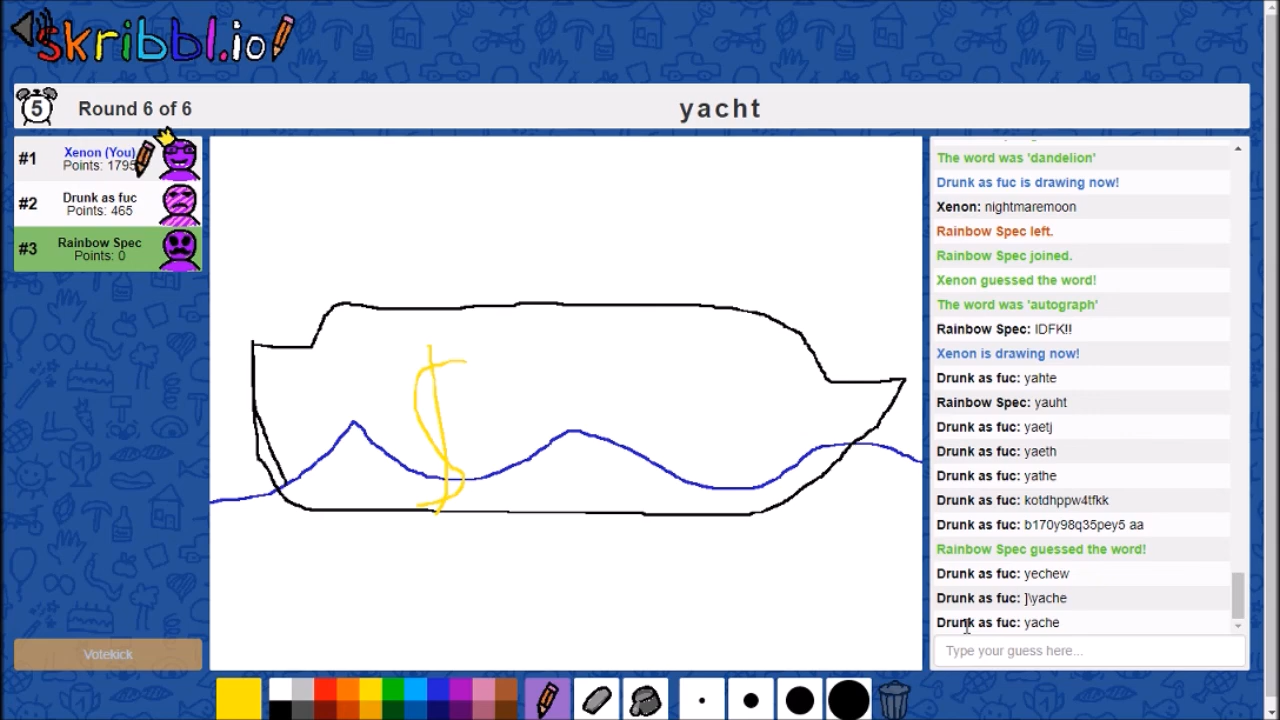 skribbl.io
5
Round 6 of 6
yacht
#1
Xenon (You)
Points: 1795
#2
Drunk as fuc
Points: 465
#3
Rainbow Spec
Points: 0
Votekick
$
The word was 'dandelion'
Drunk as fuc is drawing now!
Xenon: nightmaremoon
Rainbow Spec left.
Rainbow Spec joined.
Xenon guessed the word!
The word was 'autograph'
Rainbow Spec: IDFK!!
Xenon is drawing now!
Drunk as fuc: yahte
Rainbow Spec: yauht
Drunk as fuc: yaetj
Drunk as fuc: yaeth
Drunk as fuc: yathe
Drunk as fuc: kotdhppw4tfkk
Drunk as fuc: b170y98q35pey5 aa
Rainbow Spec guessed the word!
Drunk as fuc: yechew
Drunk as fuc: ]\yache
Drunk as fuc: yache
Type your guess here...